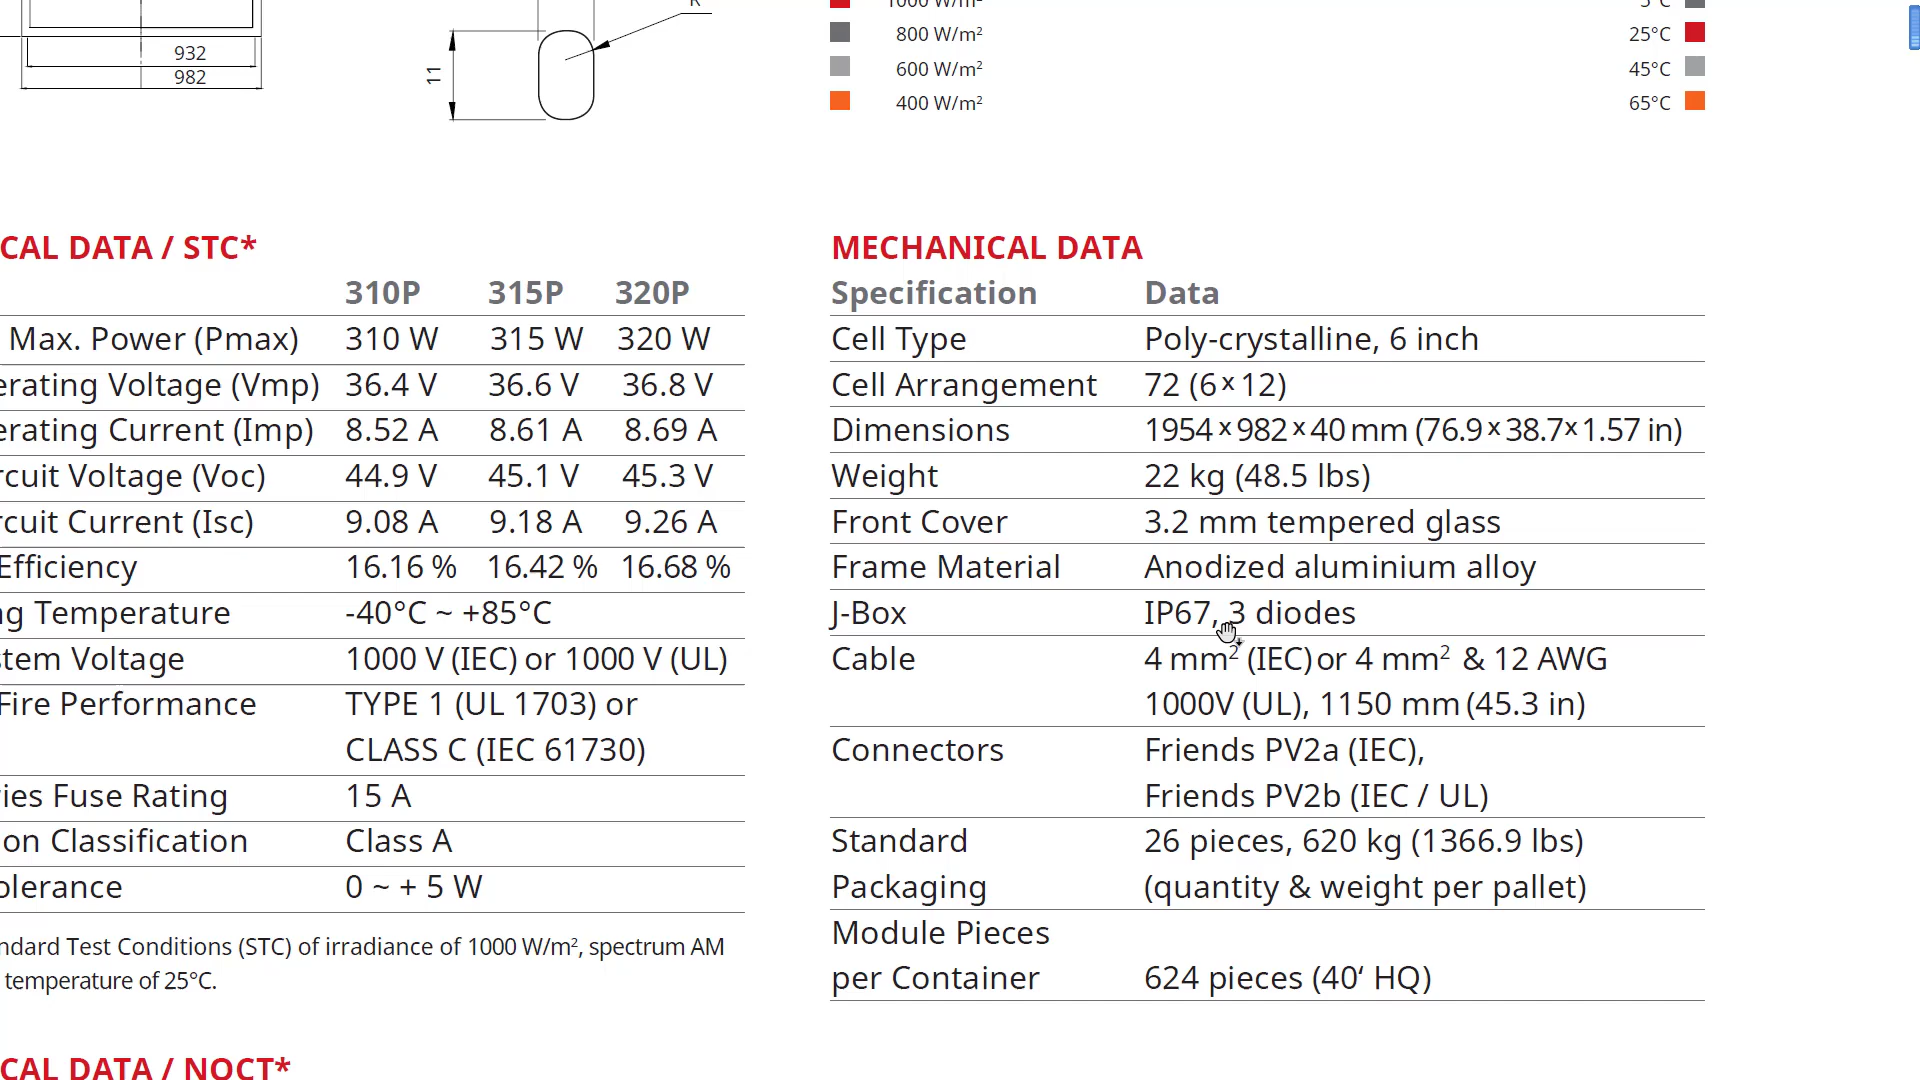 932
982
11
R
1000 W/m²
800 W/m²
600 W/m²
400 W/m²
5°C
25°C
45°C
65°C
CAL DATA / STC*
310P 315P 320P
Max. Power (Pmax) 310 W 315 W 320 W
erating Voltage (Vmp) 36.4 V 36.6 V 36.8 V
erating Current (Imp) 8.52 A 8.61 A 8.69 A
rcuit Voltage (Voc) 44.9 V 45.1 V 45.3 V
rcuit Current (Isc) 9.08 A 9.18 A 9.26 A
Efficiency 16.16 % 16.42 % 16.68 %
ng Temperature -40°C ~ +85°C
stem Voltage 1000 V (IEC) or 1000 V (UL)
Fire Performance TYPE 1 (UL 1703) or
CLASS C (IEC 61730)
ries Fuse Rating 15 A
on Classification Class A
olerance 0 ~ + 5 W
ndard Test Conditions (STC) of irradiance of 1000 W/m², spectrum AM
temperature of 25°C.
CAL DATA / NOCT*
MECHANICAL DATA
Specification Data
Cell Type Poly-crystalline, 6 inch
Cell Arrangement 72 (6 x 12)
Dimensions 1954 x 982 x 40 mm (76.9 x 38.7 x 1.57 in)
Weight 22 kg (48.5 lbs)
Front Cover 3.2 mm tempered glass
Frame Material Anodized aluminium alloy
J-Box IP67, 3 diodes
Cable 4 mm² (IEC) or 4 mm² & 12 AWG
1000V (UL), 1150 mm (45.3 in)
Connectors Friends PV2a (IEC),
Friends PV2b (IEC / UL)
Standard 26 pieces, 620 kg (1366.9 lbs)
Packaging (quantity & weight per pallet)
Module Pieces
per Container 624 pieces (40‘ HQ)